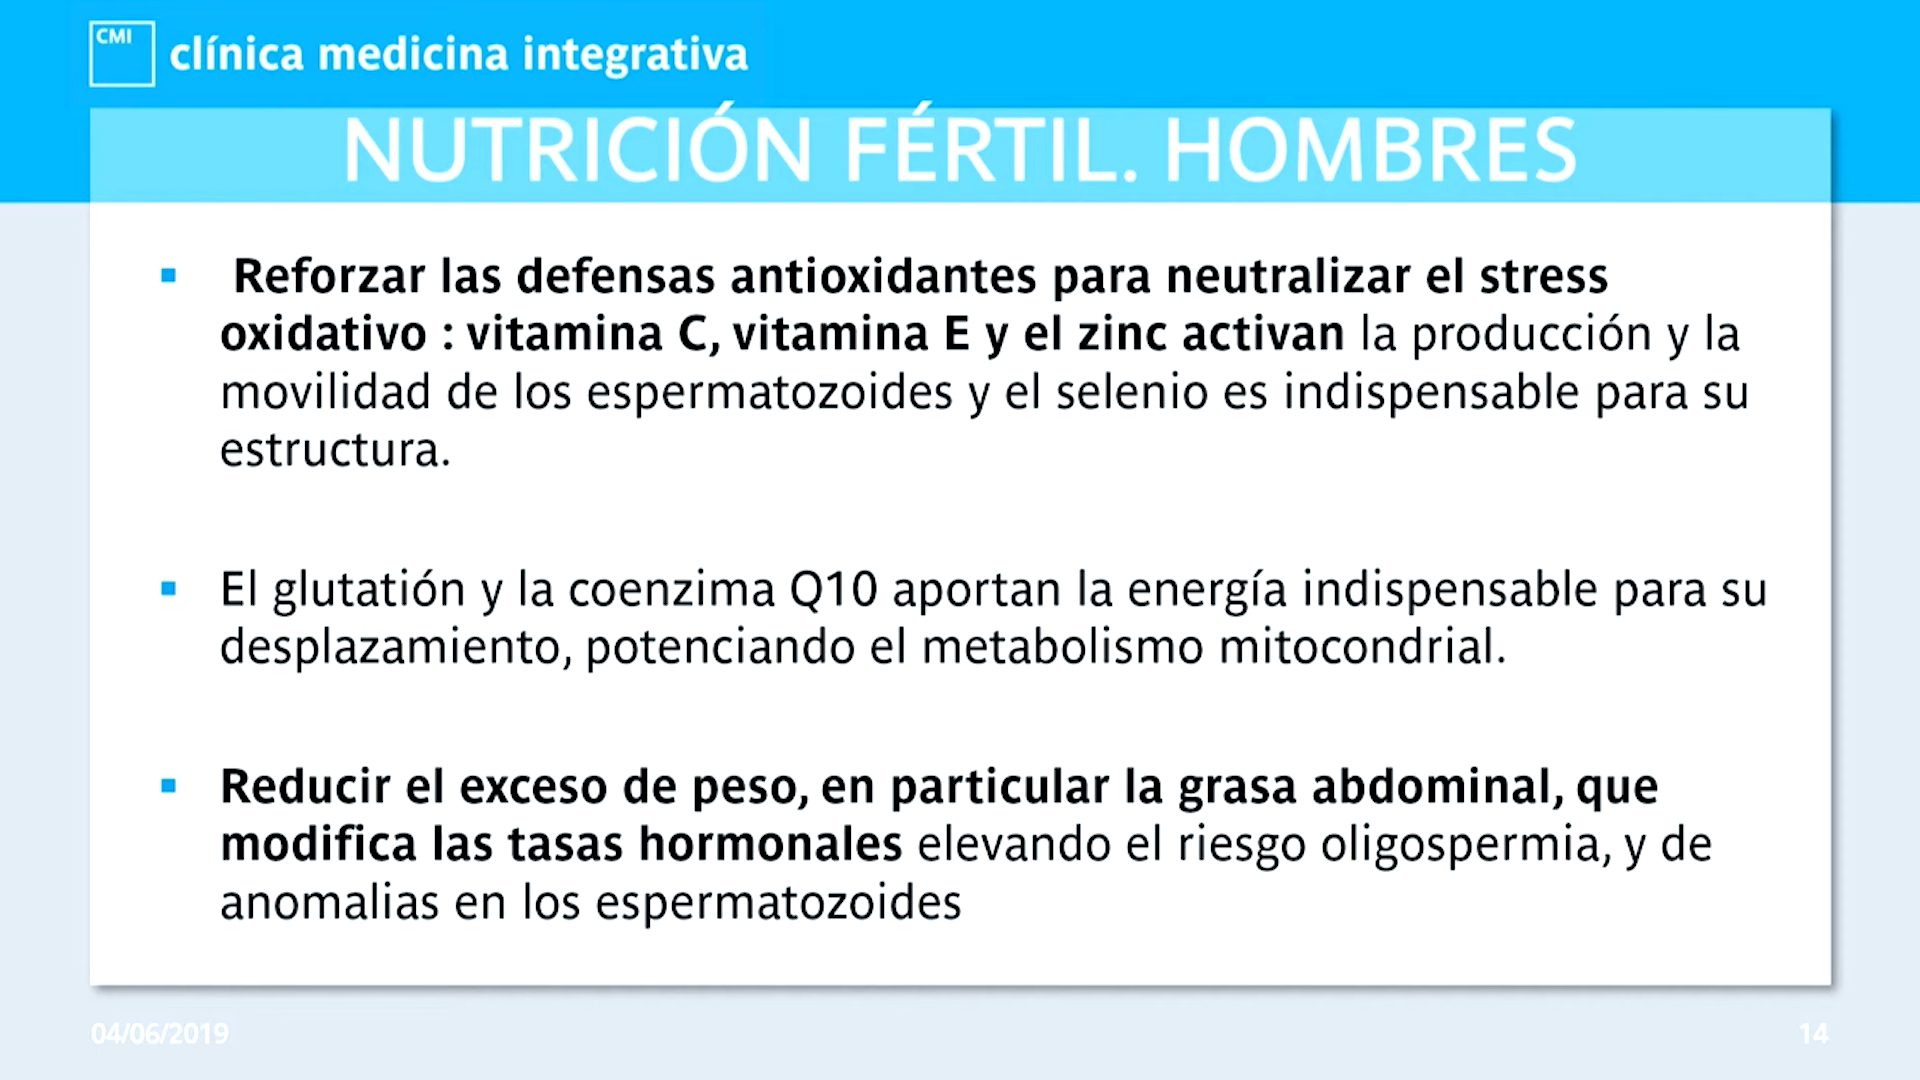 CMI
clínica medicina integrativa
NUTRICIÓN FÉRTIL. HOMBRES
▪ Reforzar las defensas antioxidantes para neutralizar el stress
oxidativo : vitamina C, vitamina E y el zinc activan la producción y la
movilidad de los espermatozoides y el selenio es indispensable para su
estructura.
▪ El glutatión y la coenzima Q10 aportan la energía indispensable para su
desplazamiento, potenciando el metabolismo mitocondrial.
▪ Reducir el exceso de peso, en particular la grasa abdominal, que
modifica las tasas hormonales elevando el riesgo oligospermia, y de
anomalias en los espermatozoides
04/06/2019
14